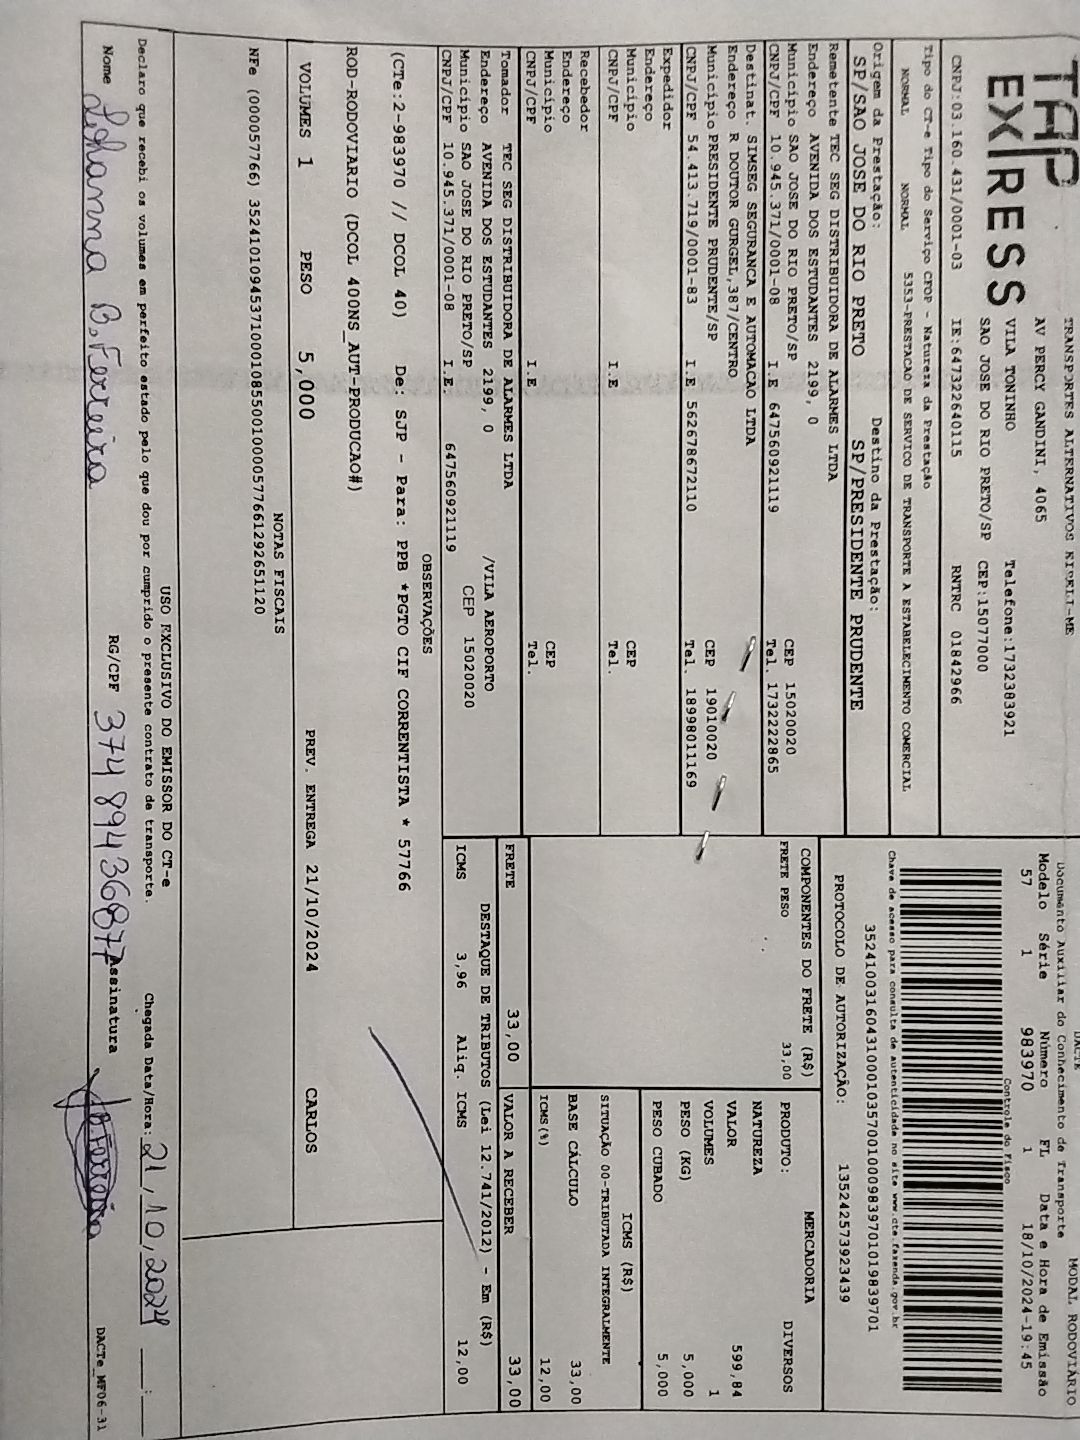 TAP
EXPRESS
TRANSPORTES ALTERNATIVOS EIRELI-ME
AV PERCY GANDINI, 4065
VILA TONINHO Telefone:1732383921
SAO JOSE DO RIO PRETO/SP CEP:15077000
CNPJ:03.160.431/0001-03 IE:647322640115 RNTRC 01842966
Tipo do CT-e Tipo do Serviço CFOP - Natureza da Prestação
NORMAL NORMAL 5353-PRESTACAO DE SERVICO DE TRANSPORTE A ESTABELECIMENTO COMERCIAL
Origem da Prestação: Destino da Prestação:
SP/SAO JOSE DO RIO PRETO SP/PRESIDENTE PRUDENTE
DACTE MODAL RODOVIÁRIO
Documento Auxiliar do Conhecimento de Transporte
Modelo Série Número FL Data e Hora de Emissão
57 1 983970 1 18/10/2024-19:45
Controle do Fisco
Chave de acesso para consulta de autenticidade no site www.cte.fazenda.gov.br
35241003160431000103570010009839701019839701
PROTOCOLO DE AUTORIZAÇÃO: 135242573923439
Remetente TEC SEG DISTRIBUIDORA DE ALARMES LTDA
Endereço AVENIDA DOS ESTUDANTES 2199, 0
Município SAO JOSE DO RIO PRETO/SP CEP 15020020
CNPJ/CPF 10.945.371/0001-08 I.E 647560921119 Tel. 1732222865
Destinat. SIMSEG SEGURANCA E AUTOMACAO LTDA
Endereço R DOUTOR GURGEL,387/CENTRO
Município PRESIDENTE PRUDENTE/SP CEP 19010020
CNPJ/CPF 54.413.719/0001-83 I.E 562678672110 Tel. 18998011169
Expedidor
Endereço
Município CEP
CNPJ/CPF I.E Tel.
Recebedor
Endereço
Município CEP
CNPJ/CPF I.E Tel.
Tomador TEC SEG DISTRIBUIDORA DE ALARMES LTDA
Endereço AVENIDA DOS ESTUDANTES 2199, 0 /VILA AEROPORTO
Município SAO JOSE DO RIO PRETO/SP CEP 15020020
CNPJ/CPF 10.945.371/0001-08 I.E. 647560921119
COMPONENTES DO FRETE (R$)
FRETE PESO 33,00
FRETE 33,00
PRODUTO: MERCADORIA
NATUREZA DIVERSOS
VALOR 599,84
VOLUMES 1
PESO (KG) 5,000
PESO CUBADO 5,000
ICMS (R$)
SITUAÇÃO 00-TRIBUTADA INTEGRALMENTE
BASE CÁLCULO 33,00
ICMS(%) 12,00
VALOR A RECEBER 33,00
DESTAQUE DE TRIBUTOS (Lei 12.741/2012) - Em (R$)
ICMS 3,96 Aliq. ICMS 12,00
OBSERVAÇÕES
(CTe:2-983970 // DCOL 40) De: SJP - Para: PPB *PGTO CIF CORRENTISTA * 57766
ROD-RODOVIARIO (DCOL 400NS_AUT-PRODUCAO#)
VOLUMES 1 PESO 5,000 PREV. ENTREGA 21/10/2024 CARLOS
NOTAS FISCAIS
NFe (000057766) 35241010945371000108550010000577661292651120
USO EXCLUSIVO DO EMISSOR DO CT-e
Declaro que recebi os volumes em perfeito estado pelo que dou por cumprido o presente contrato de transporte. Chegada Data/Hora: 21/10/2024 __:__
Nome Lohanna B. Ferreira RG/CPF 37489436877 Assinatura Ferreira
DACTe_MF06-31